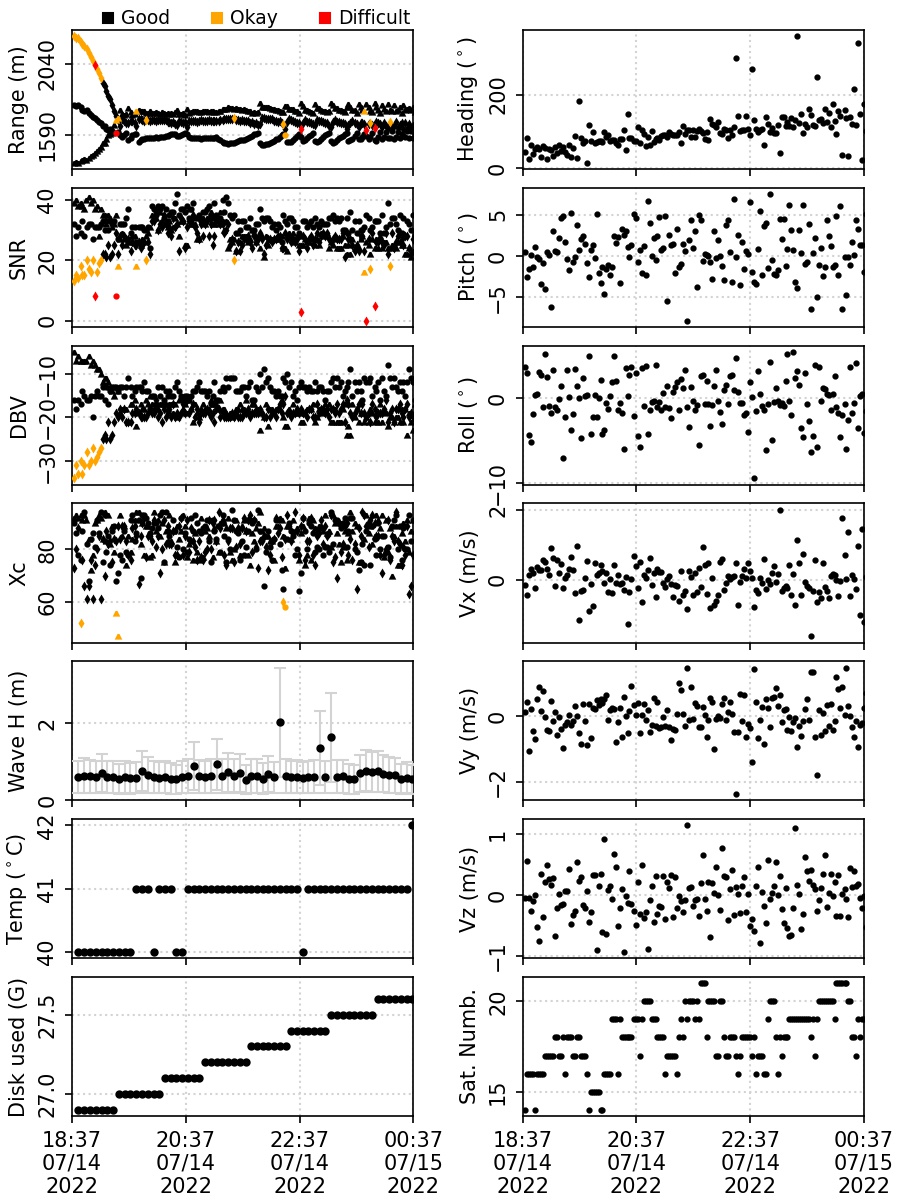 Good Okay Difficult
Range (m)
2040
1590
Heading (°)
200
0
SNR
40
20
0
Pitch (°)
5
0
−5
DBV
−10
−20
−30
Roll (°)
0
−10
Xc
80
60
Vx (m/s)
2
0
Wave H (m)
2
0
Vy (m/s)
0
−2
Temp (°C)
42
41
40
Vz (m/s)
1
0
−1
Disk used (G)
27.5
27.0
Sat. Numb.
20
15
18:37 20:37 22:37 00:37 18:37 20:37 22:37 00:37
07/14 07/14 07/14 07/15 07/14 07/14 07/14 07/15
2022 2022 2022 2022 2022 2022 2022 2022